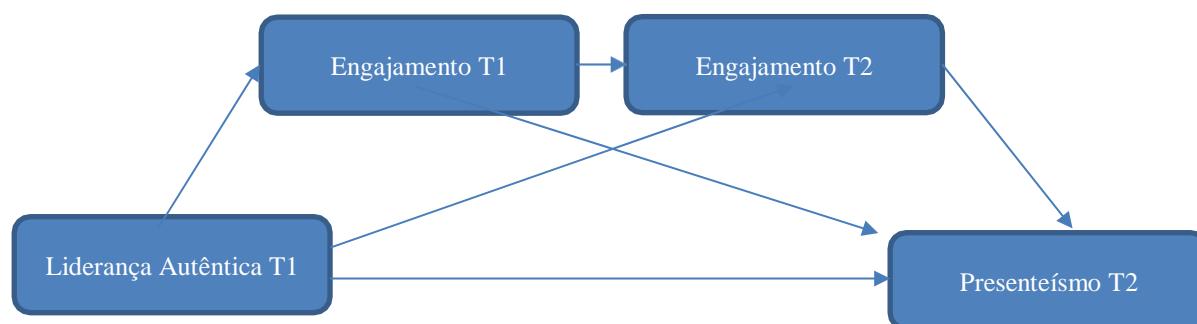 Engajamento T1
Engajamento T2
Liderança Autêntica T1
Presenteísmo T2